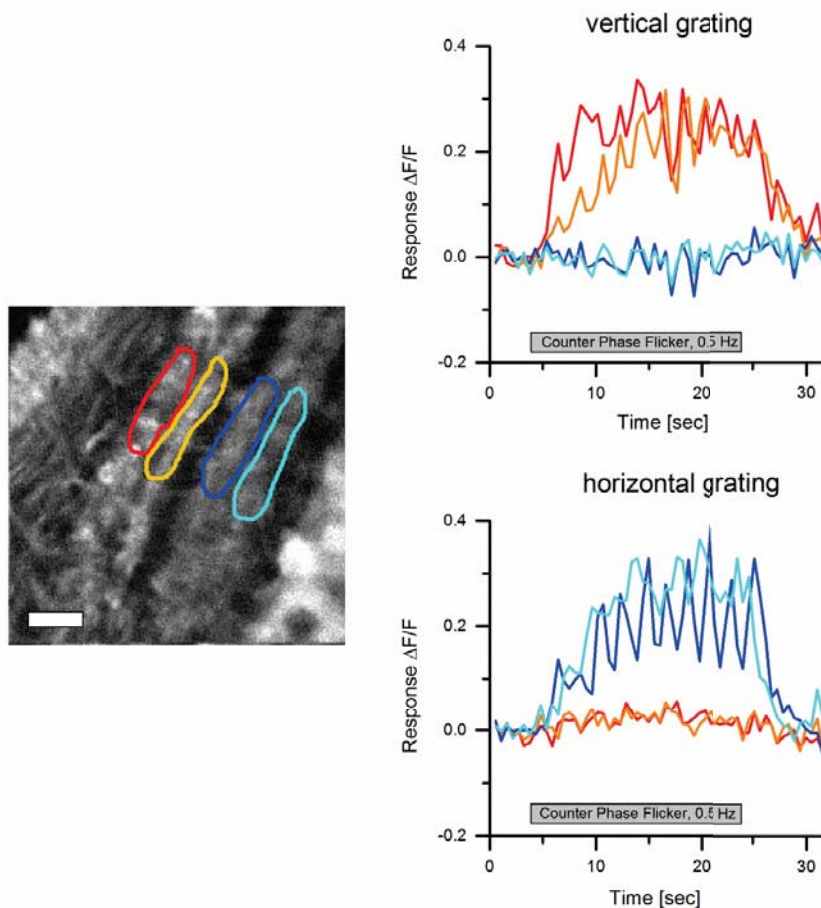 vertical grating
0.4
0.2
0.0
-0.2
Response ΔF/F
Counter Phase Flicker, 0.5 Hz
0
10
20
30
Time [sec]
horizontal grating
0.4
0.2
0.0
-0.2
Response ΔF/F
Counter Phase Flicker, 0.5 Hz
0
10
20
30
Time [sec]